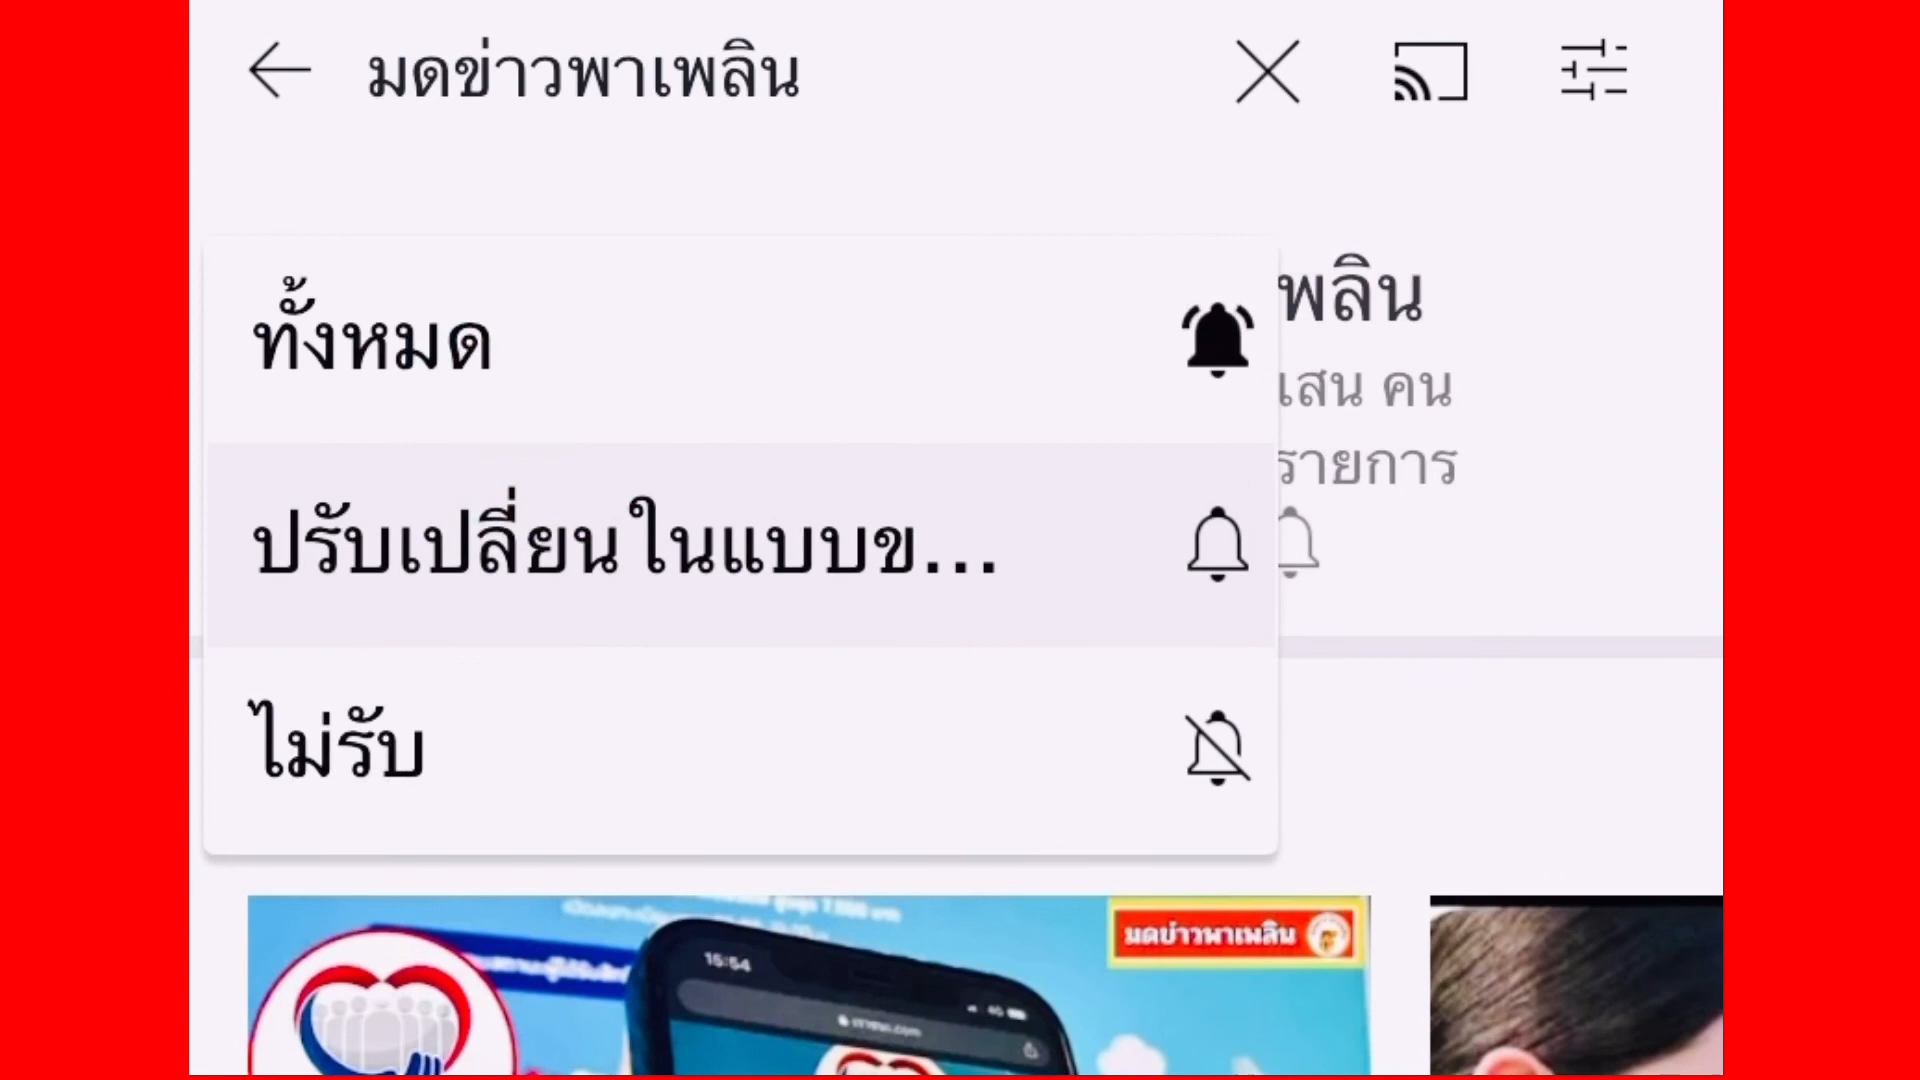 มดข่าวพาเพลิน
ทั้งหมด
พลิน
เสน คน
รายการ
ปรับเปลี่ยนในแบบข...
ไม่รับ
มดข่าวพาเพลิน
15:54
4G